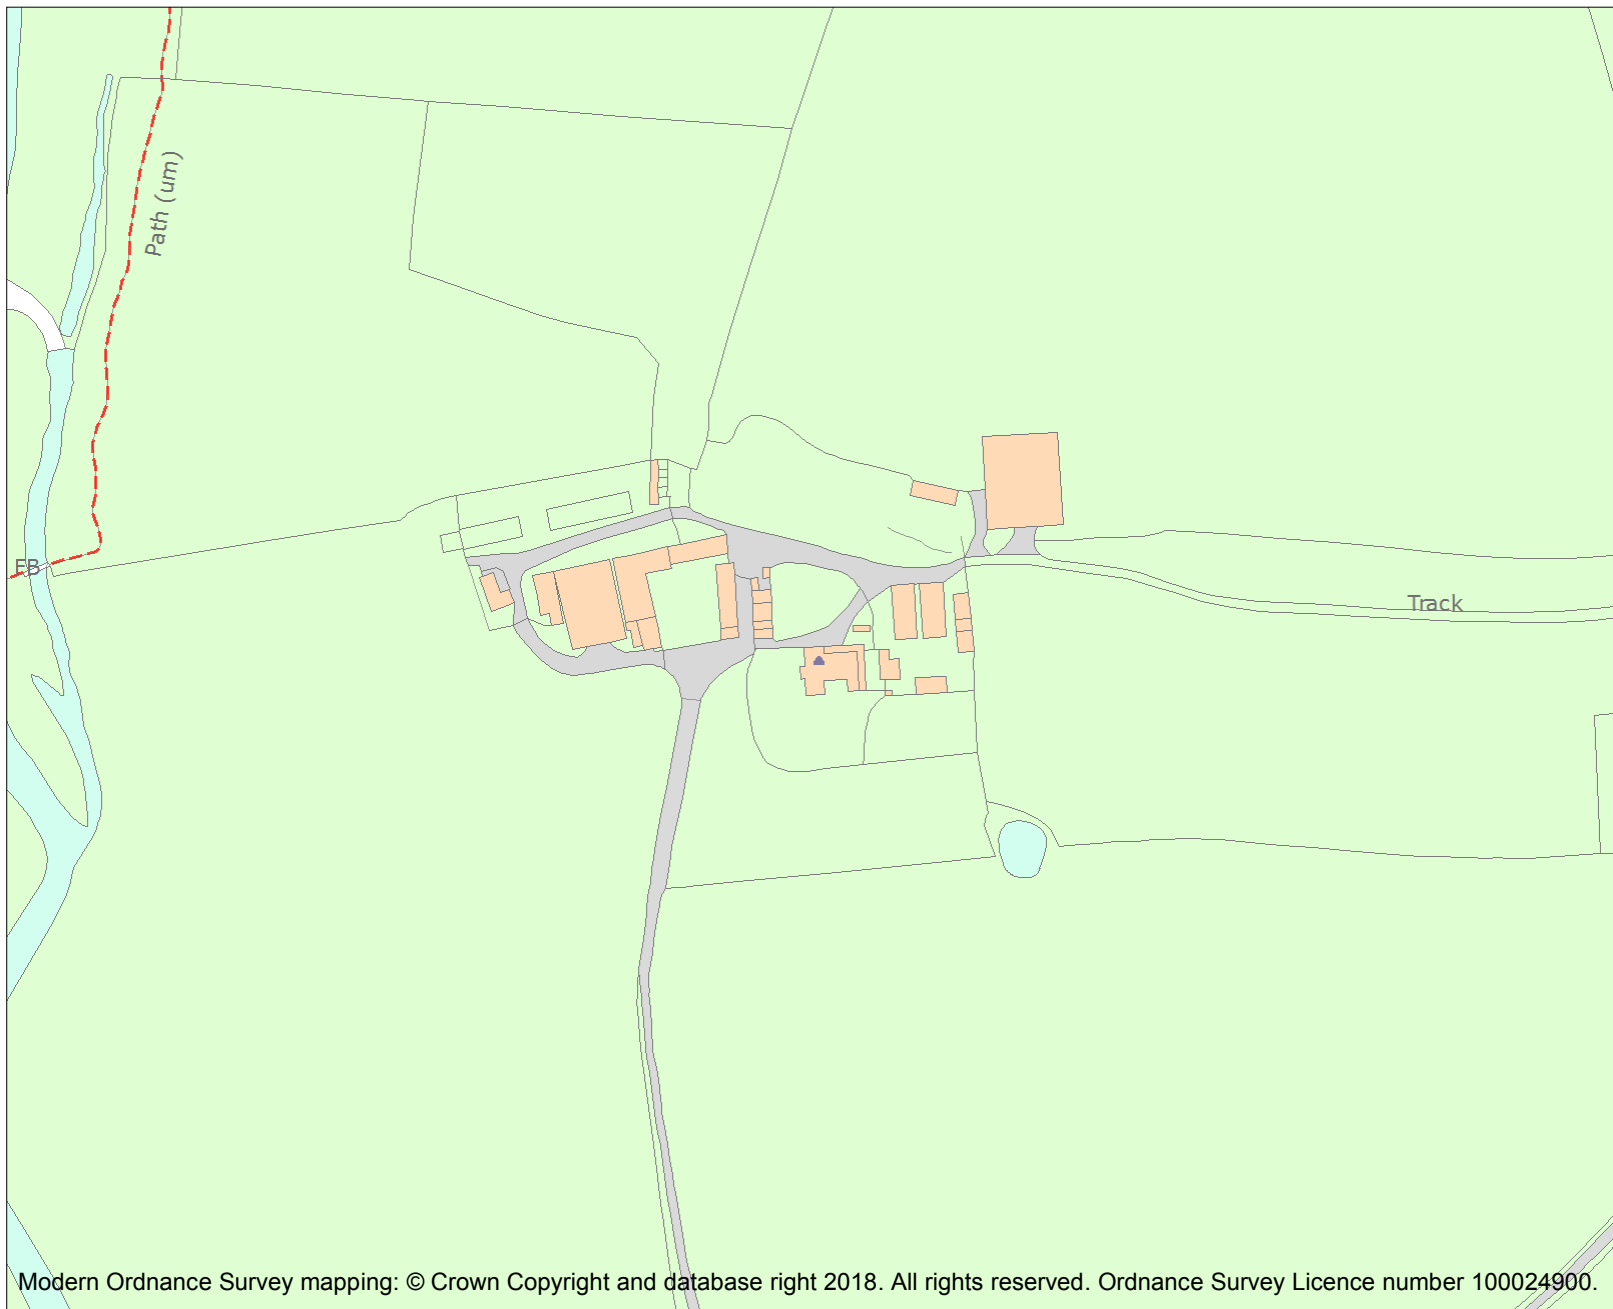 Path (um)
FB
Track
Modern Ordnance Survey mapping: © Crown Copyright and database right 2018. All rights reserved. Ordnance Survey Licence number 100024900.